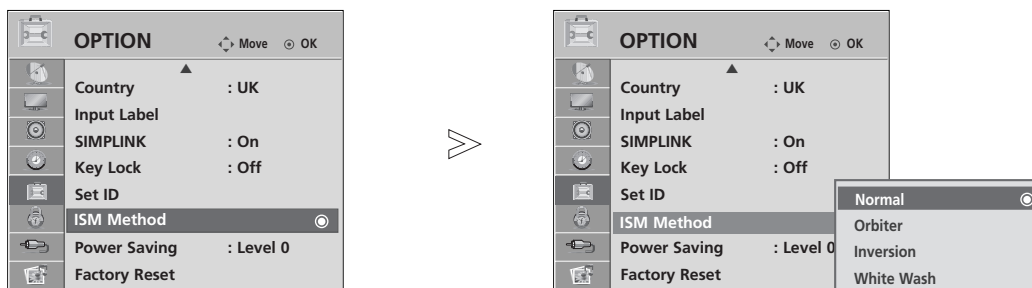 OPTION
Move OK
Country : UK
Input Label
SIMPLINK : On
Key Lock : Off
Set ID
ISM Method
Power Saving : Level 0
Factory Reset
OPTION
Move OK
Country : UK
Input Label
SIMPLINK : On
Key Lock : Off
Set ID
ISM Method
Power Saving : Level 0
Factory Reset
Normal
Orbiter
Inversion
White Wash